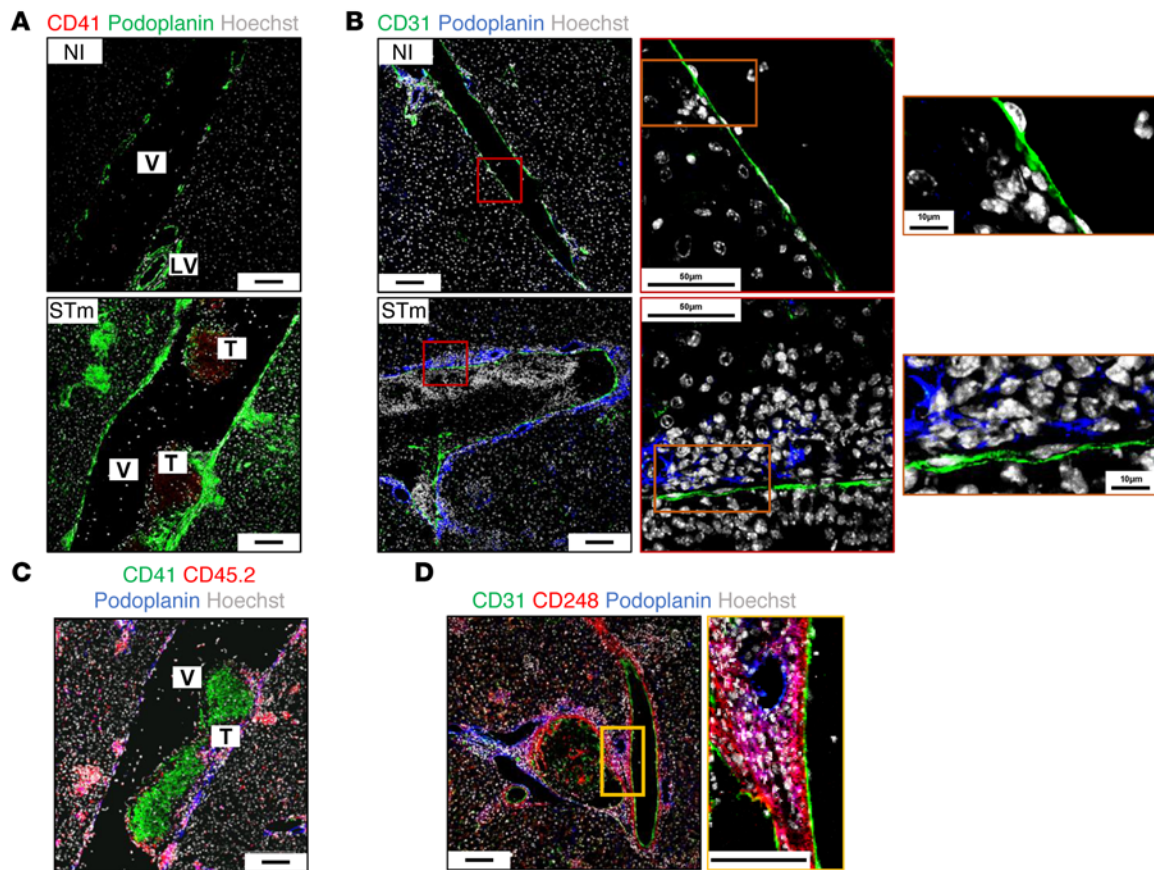 A
CD41 Podoplanin Hoechst
NI
V
LV
STm
T
T
V
B
CD31 Podoplanin Hoechst
NI
50µm
10µm
STm
50µm
10µm
C
CD41 CD45.2
Podoplanin Hoechst
V
T
D
CD31 CD248 Podoplanin Hoechst